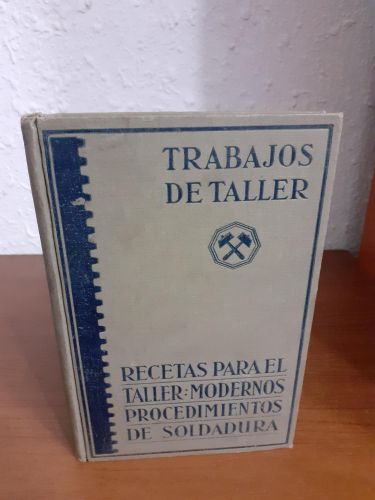 TRABAJOS
DE TALLER
RECETAS PARA EL
TALLER: MODERNOS
PROCEDIMIENTOS
DE SOLDADURA